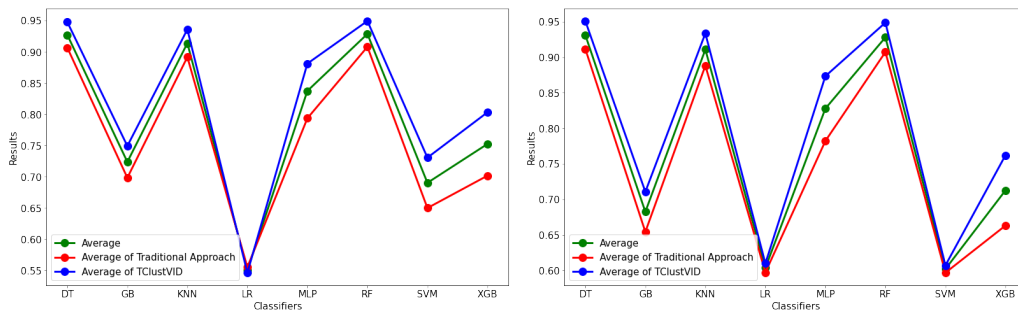 0.95
0.90
0.85
0.80
0.75
0.70
0.65
0.60
0.55
Results
DT GB KNN LR MLP RF SVM XGB
Classifiers
Average
Average of Traditional Approach
Average of TClustVID
0.95
0.90
0.85
0.80
0.75
0.70
0.65
0.60
Results
DT GB KNN LR MLP RF SVM XGB
Classifiers
Average
Average of Traditional Approach
Average of TClustVID